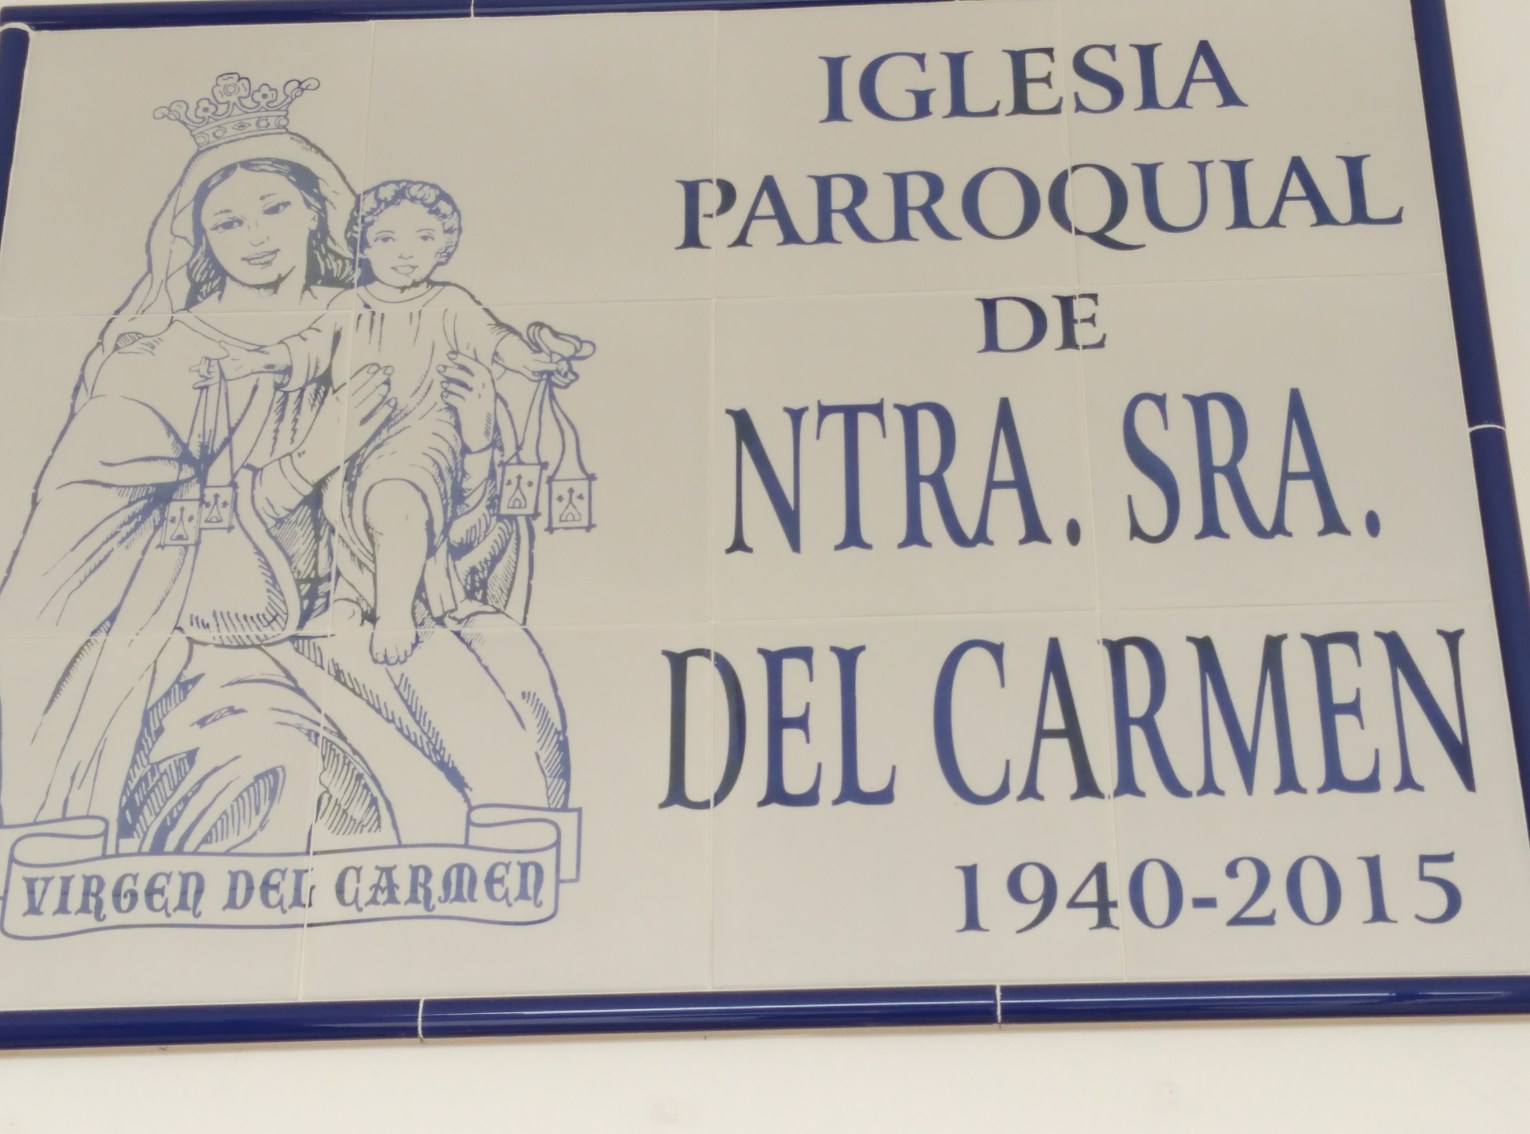 IGLESIA
PARROQUIAL
DE
NTRA. SRA.
DEL CARMEN
1940-2015
VIRGEN DEL CARMEN